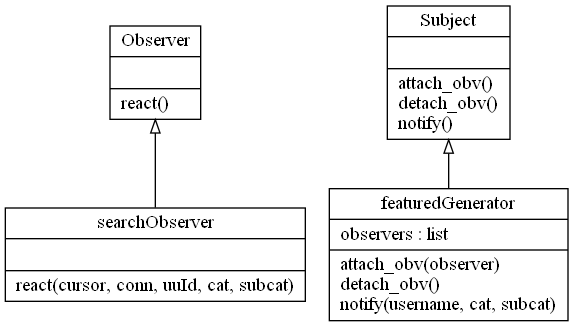 Observer
react()
searchObserver
react(cursor, conn, uuId, cat, subcat)
Subject
attach_obv()
detach_obv()
notify()
featuredGenerator
observers : list
attach_obv(observer)
detach_obv()
notify(username, cat, subcat)